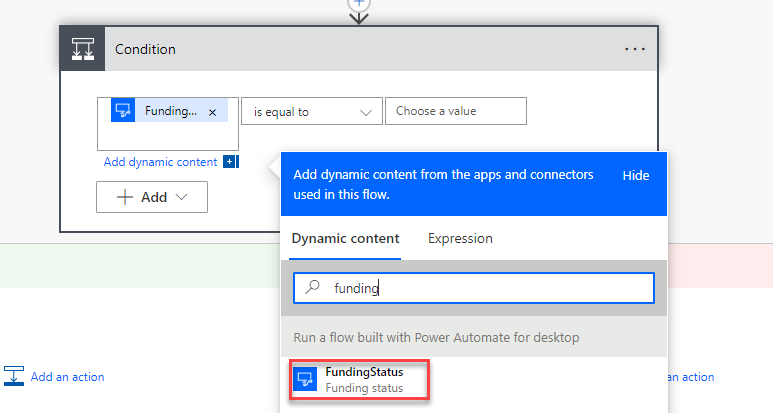 Condition
Funding...
is equal to
Choose a value
Add dynamic content
Add
Add dynamic content from the apps and connectors
used in this flow.
Hide
Dynamic content
Expression
funding
Run a flow built with Power Automate for desktop
FundingStatus
Funding status
Add an action
an action